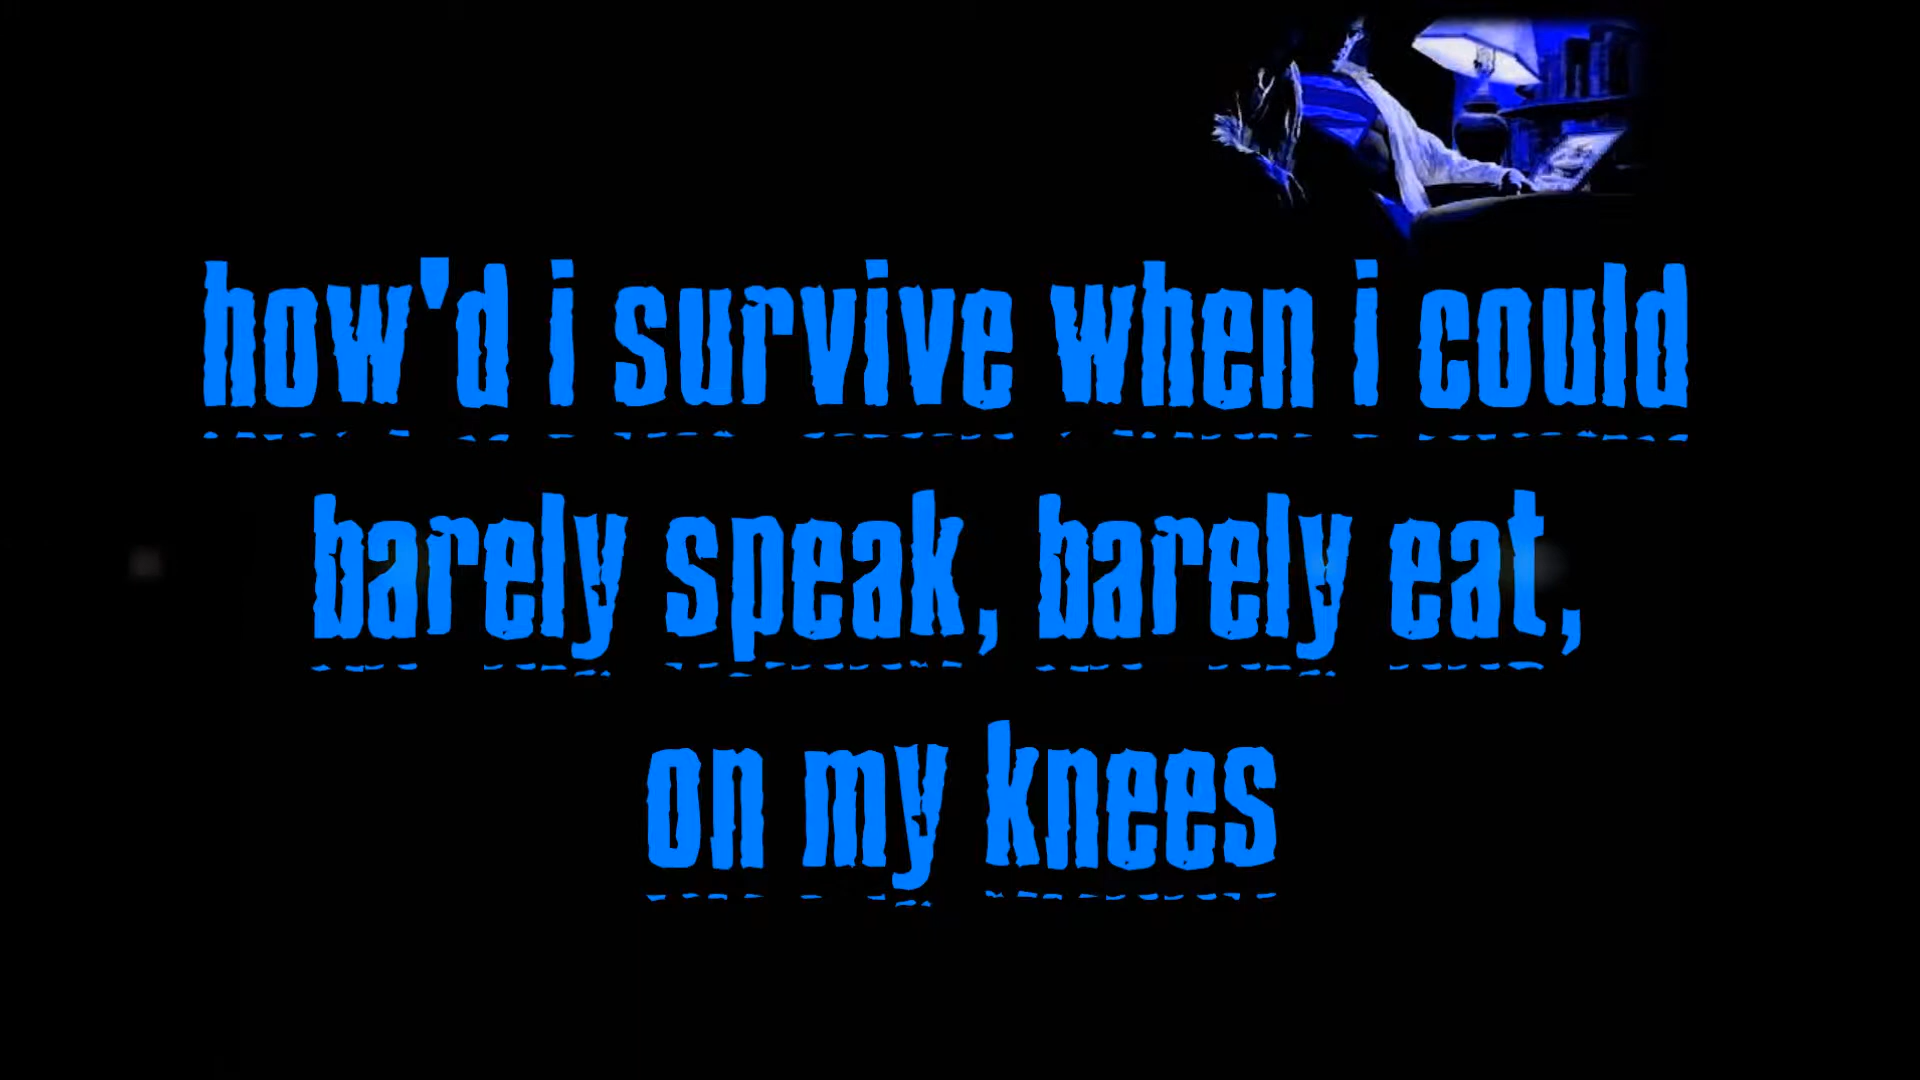 how'd i survive when i could
barely speak, barely eat,
on my knees